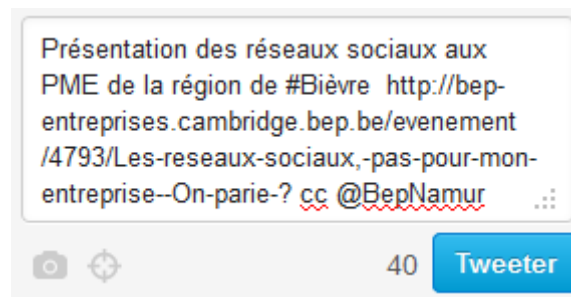 Présentation des réseaux sociaux aux
PME de la région de #Bièvre  http://bep-
entreprises.cambridge.bep.be/evenement
/4793/Les-reseaux-sociaux,-pas-pour-mon-
entreprise--On-parie-? cc @BepNamur
40 Tweeter